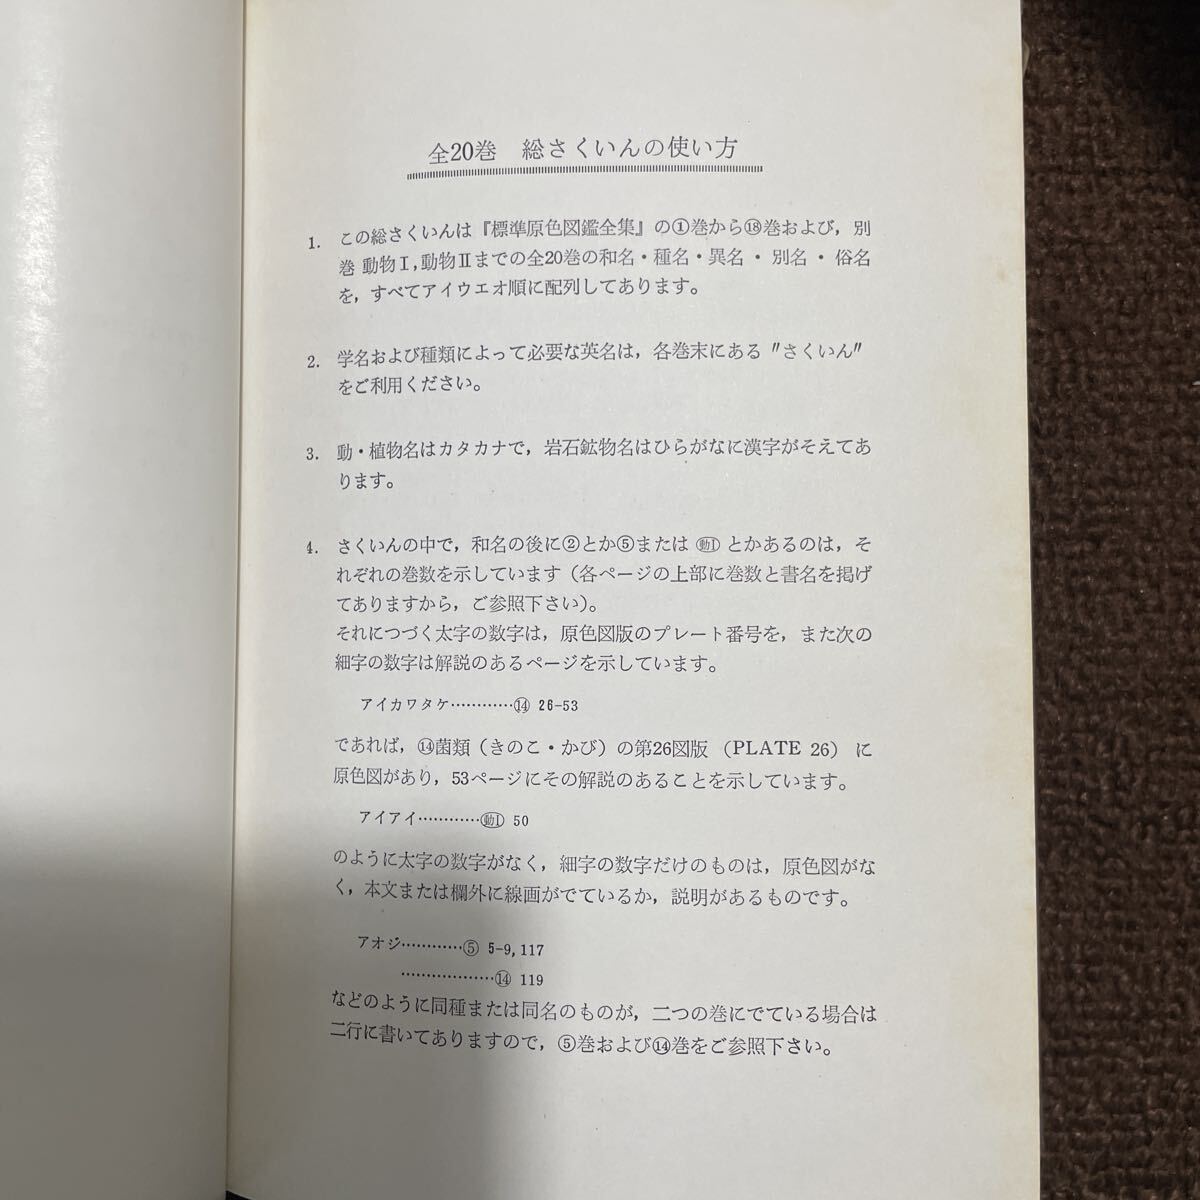 全20巻　総さくいんの使い方
1. この総さくいんは『標準原色図鑑全集』の①巻から⑱巻および，別
巻 動物Ⅰ，動物Ⅱまでの全20巻の和名・種名・異名・別名・俗名
を，すべてアイウエオ順に配列してあります。
2. 学名および種類によって必要な英名は，各巻末にある〃さくいん〃
をご利用ください。
3. 動・植物名はカタカナで，岩石鉱物名はひらがなに漢字がそえてあ
ります。
4. さくいんの中で，和名の後に②とか⑤または(動Ⅰ)とかあるのは，そ
れぞれの巻数を示しています（各ページの上部に巻数と書名を掲げ
てありますから，ご参照下さい）。
それにつづく太字の数字は，原色図版のプレート番号を，また次の
細字の数字は解説のあるページを示しています。
アイカワタケ…………⑭ 26–53
であれば，⑭菌類（きのこ・かび）の第26図版（PLATE 26）に
原色図があり，53ページにその解説のあることを示しています。
アイアイ…………(動Ⅰ) 50
のように太字の数字がなく，細字の数字だけのものは，原色図がな
く，本文または欄外に線画がでているか，説明があるものです。
アオジ…………⑤ 5–9, 117
………………⑭ 119
などのように同種または同名のものが，二つの巻にでている場合は
二行に書いてありますので，⑤巻および⑭巻をご参照下さい。